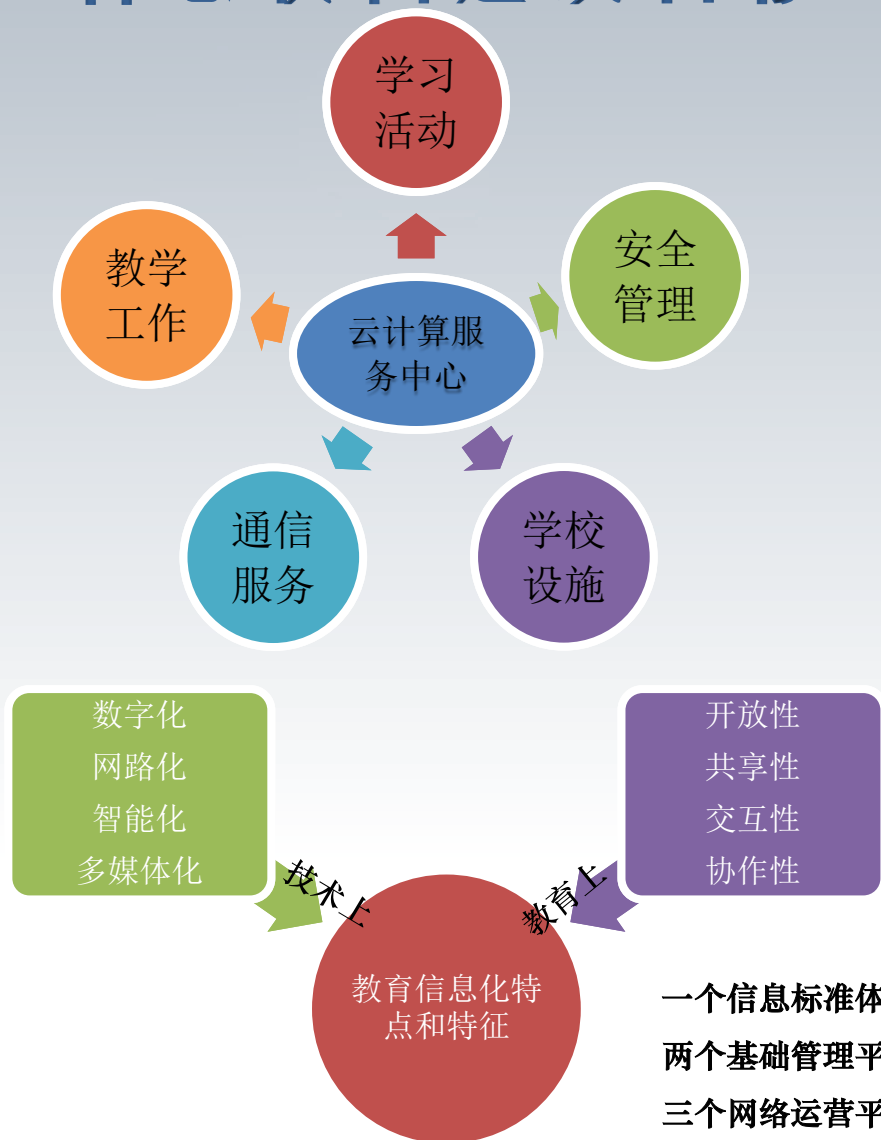 学习
活动
安全
管理
教学
工作
云计算服
务中心
通信
服务
学校
设施
数字化
网路化
智能化
多媒体化
开放性
共享性
交互性
协作性
技术上
教育上
教育信息化特
点和特征
一个信息标准体
两个基础管理平
三个网络运营平